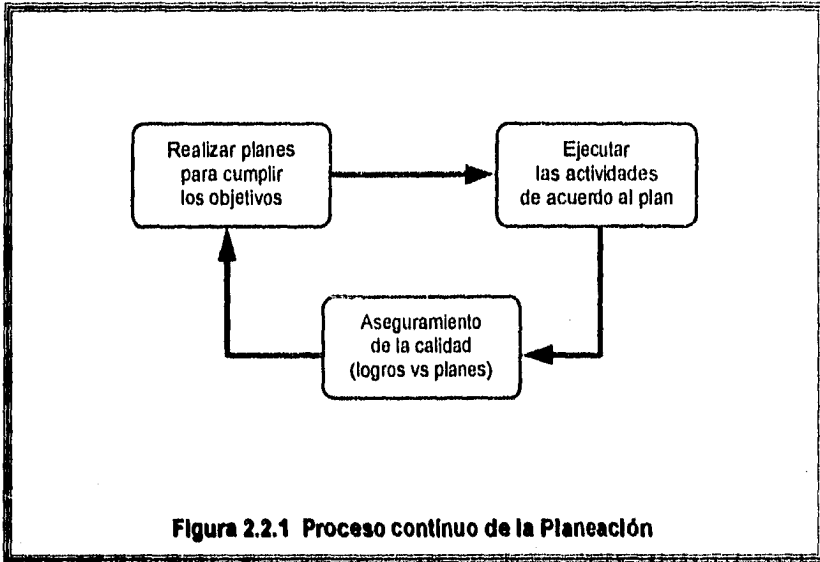 Realizar planes
para cumplir
los objetivos
Ejecutar
las actividades
de acuerdo al plan
Aseguramiento
de la calidad
(logros vs planes)
Figura 2.2.1 Proceso continuo de la Planeación